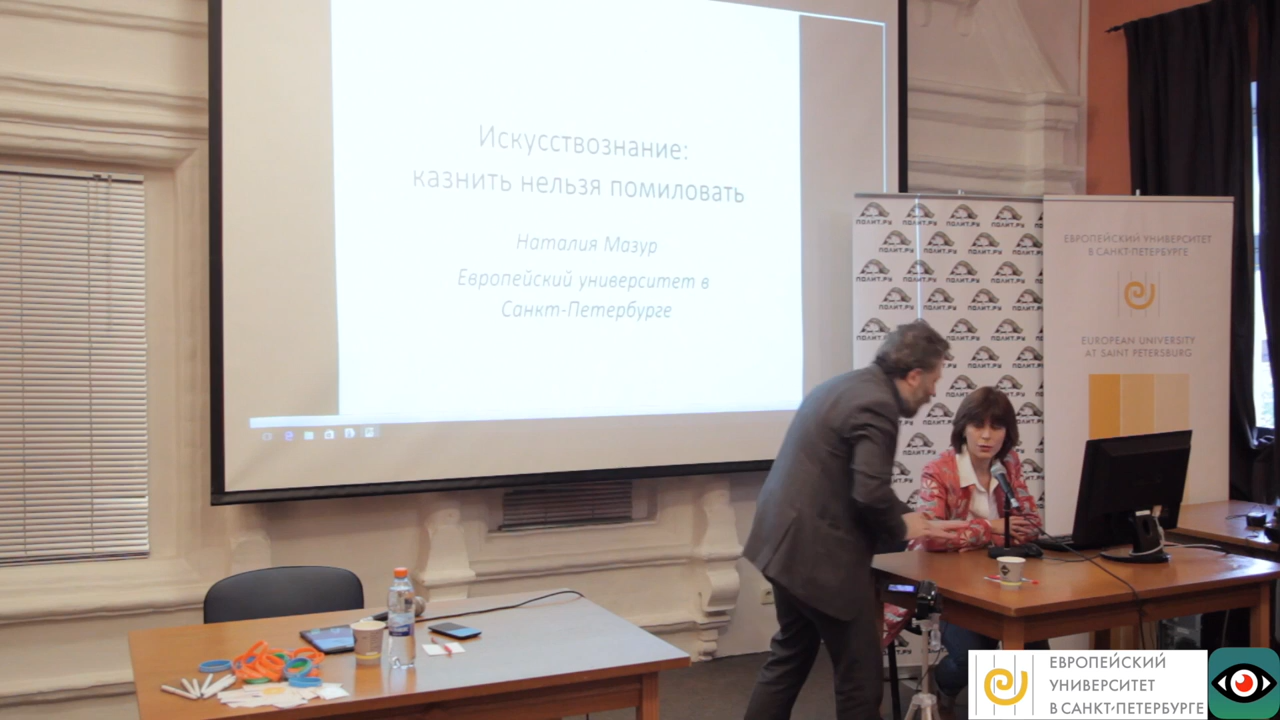 Искусствознание:
казнить нельзя помиловать
Наталия Мазур
Европейский университет в
Санкт-Петербурге
ПОЛИТ.РУ
ЕВРОПЕЙСКИЙ УНИВЕРСИТЕТ
В САНКТ-ПЕТЕРБУРГЕ
EUROPEAN UNIVERSITY
AT SAINT PETERSBURG
ЕВРОПЕЙСКИЙ
УНИВЕРСИТЕТ
В САНКТ-ПЕТЕРБУРГЕ